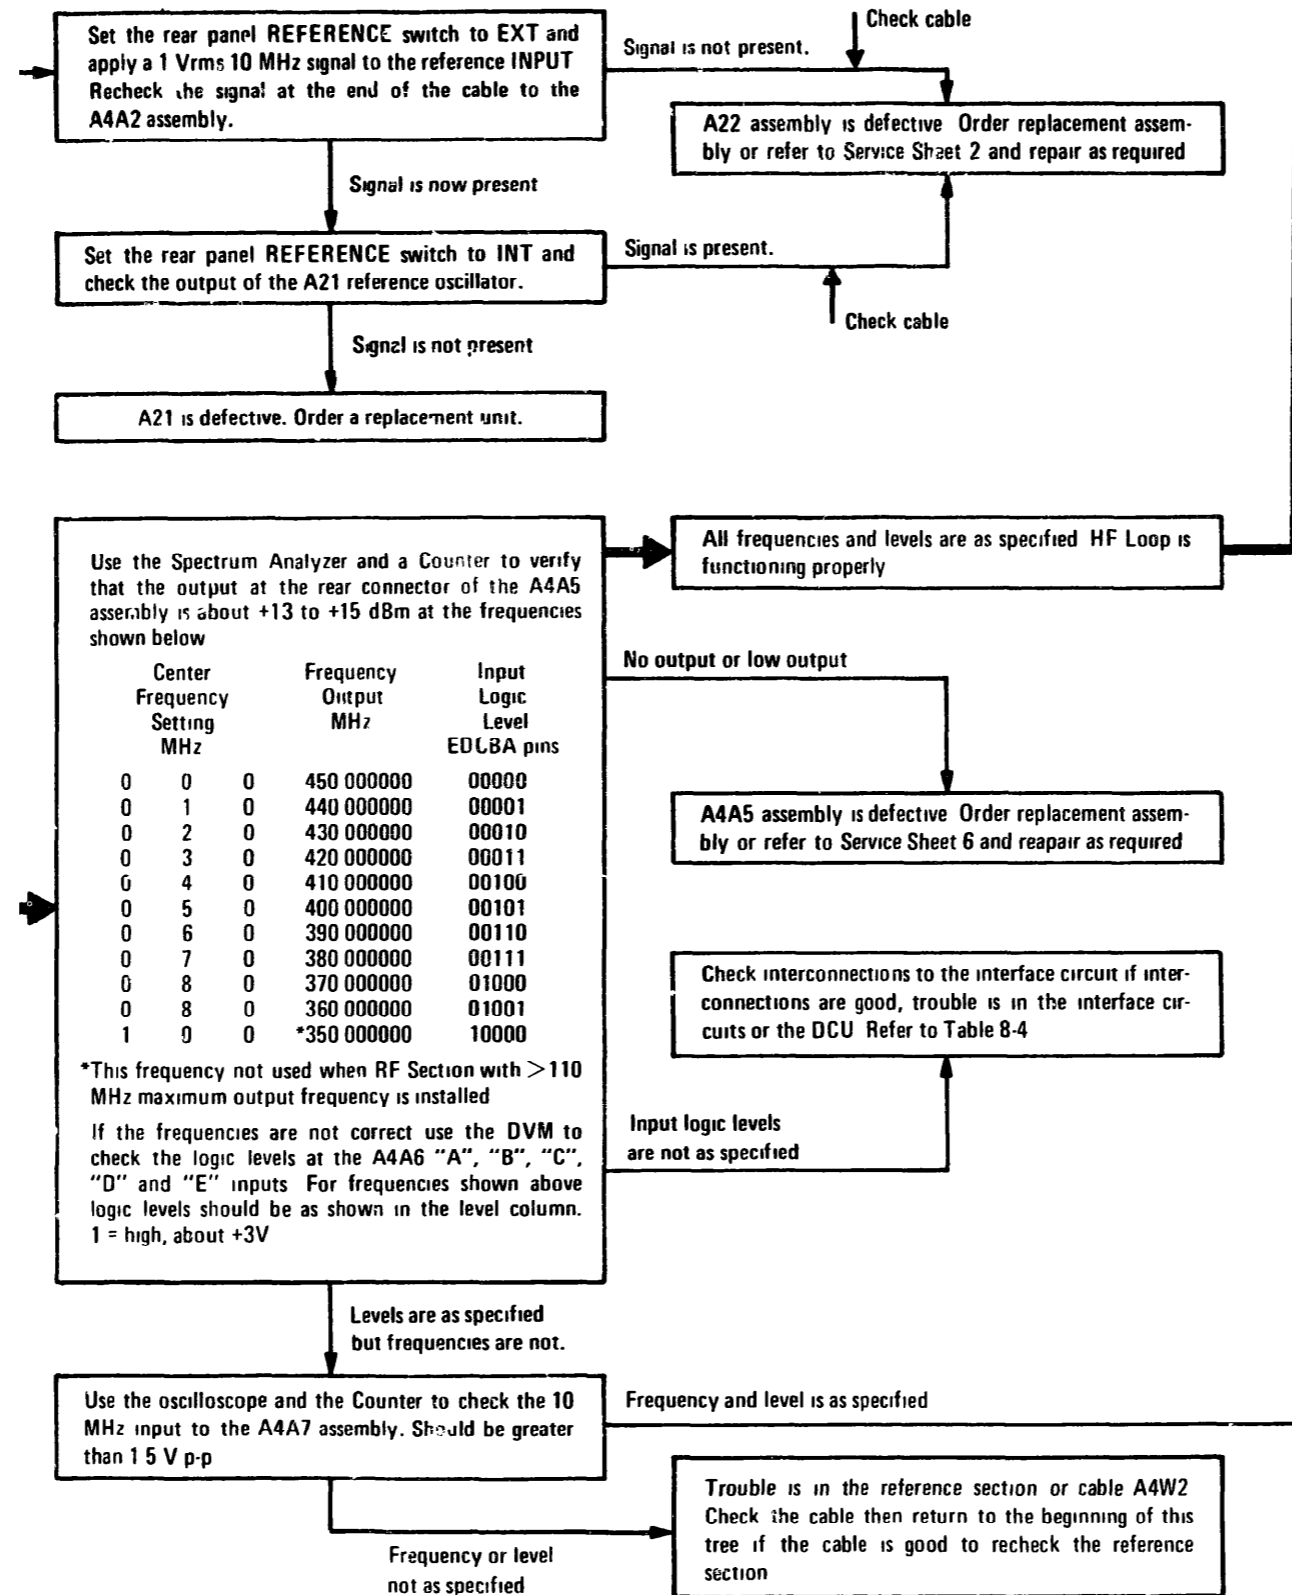 Set the rear panel REFERENCE switch to EXT and
apply a 1 Vrms 10 MHz signal to the reference INPUT
Recheck the signal at the end of the cable to the
A4A2 assembly.
Signal is not present.
Check cable
A22 assembly is defective Order replacement assem-
bly or refer to Service Sheet 2 and repair as required
Signal is now present
Set the rear panel REFERENCE switch to INT and
check the output of the A21 reference oscillator.
Signal is present.
Check cable
Signal is not present
A21 is defective. Order a replacement unit.
Use the Spectrum Analyzer and a Counter to verify
that the output at the rear connector of the A4A5
assembly is about +13 to +15 dBm at the frequencies
shown below
Center Frequency Input
Frequency Output Logic
Setting MHz Level
MHz EDCBA pins
0 0 0 450 000000 00000
0 1 0 440 000000 00001
0 2 0 430 000000 00010
0 3 0 420 000000 00011
0 4 0 410 000000 00100
0 5 0 400 000000 00101
0 6 0 390 000000 00110
0 7 0 380 000000 00111
0 8 0 370 000000 01000
0 8 0 360 000000 01001
1 0 0 *350 000000 10000
*This frequency not used when RF Section with >110
MHz maximum output frequency is installed
If the frequencies are not correct use the DVM to
check the logic levels at the A4A6 "A", "B", "C",
"D" and "E" inputs For frequencies shown above
logic levels should be as shown in the level column.
1 = high, about +3V
All frequencies and levels are as specified HF Loop is
functioning properly
No output or low output
A4A5 assembly is defective Order replacement assem-
bly or refer to Service Sheet 6 and reapair as required
Check interconnections to the interface circuit if inter-
connections are good, trouble is in the interface cir-
cuits or the DCU Refer to Table 8-4
Input logic levels
are not as specified
Levels are as specified
but frequencies are not.
Use the oscilloscope and the Counter to check the 10
MHz input to the A4A7 assembly. Should be greater
than 1 5 V p-p
Frequency and level is as specified
Frequency or level
not as specified
Trouble is in the reference section or cable A4W2
Check the cable then return to the beginning of this
tree if the cable is good to recheck the reference
section